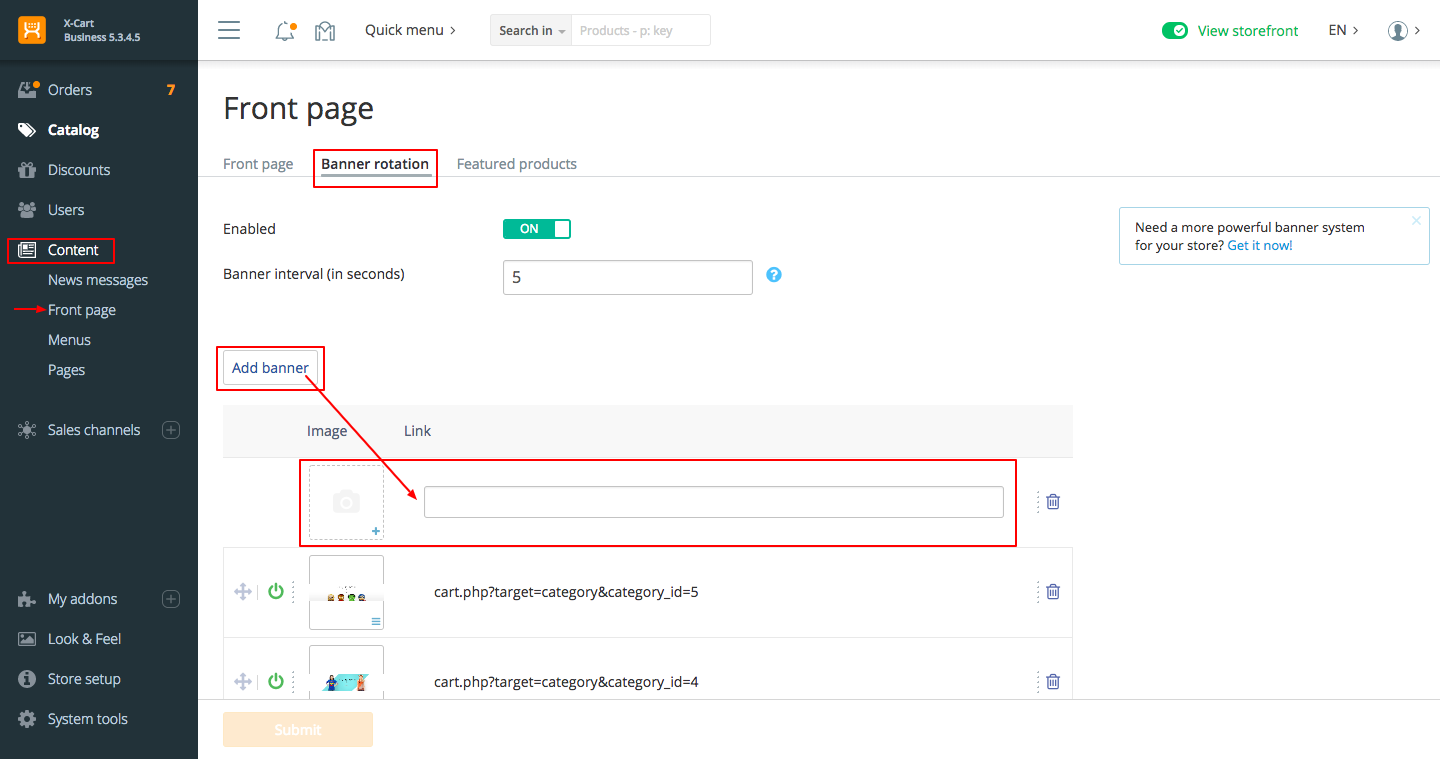 X-Cart
Business 5.3.4.5
Quick menu
Search in
Products - p: key
View storefront
EN
Orders
7
Catalog
Discounts
Users
Content
News messages
Front page
Menus
Pages
Sales channels
My addons
Look & Feel
Store setup
System tools
Front page
Front page
Banner rotation
Featured products
Enabled
ON
Banner interval (in seconds)
5
?
Need a more powerful banner system
for your store? Get it now!
Add banner
Image
Link
cart.php?target=category&category_id=5
cart.php?target=category&category_id=4
Submit